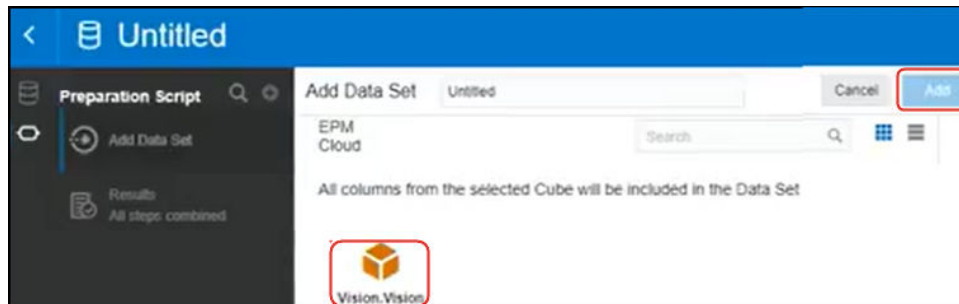 Untitled
Preparation Script
Add Data Set
Results
All steps combined
Add Data Set
Untitled
Cancel
Add
EPM
Cloud
Search
All columns from the selected Cube will be included in the Data Set
Vision.Vision